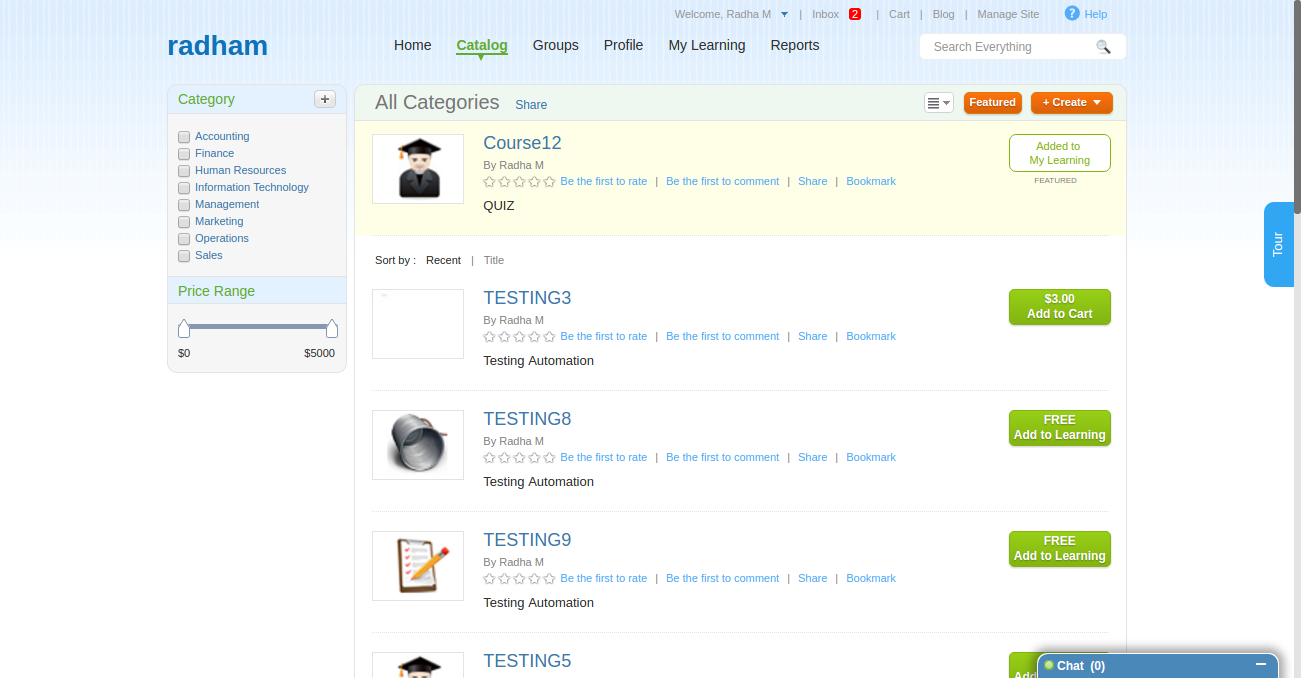 Welcome, Radha M | Inbox 2 | Cart | Blog | Manage Site ? Help
radham
Home Catalog Groups Profile My Learning Reports
Search Everything
Category +
Accounting
Finance
Human Resources
Information Technology
Management
Marketing
Operations
Sales
Price Range
$0 $5000
All Categories Share
Featured + Create
Course12
By Radha M
Be the first to rate | Be the first to comment | Share | Bookmark
QUIZ
Added to
My Learning
FEATURED
Tour
Sort by : Recent | Title
TESTING3
By Radha M
Be the first to rate | Be the first to comment | Share | Bookmark
Testing Automation
$3.00
Add to Cart
TESTING8
By Radha M
Be the first to rate | Be the first to comment | Share | Bookmark
Testing Automation
FREE
Add to Learning
TESTING9
By Radha M
Be the first to rate | Be the first to comment | Share | Bookmark
Testing Automation
FREE
Add to Learning
TESTING5
Add
Chat (0)